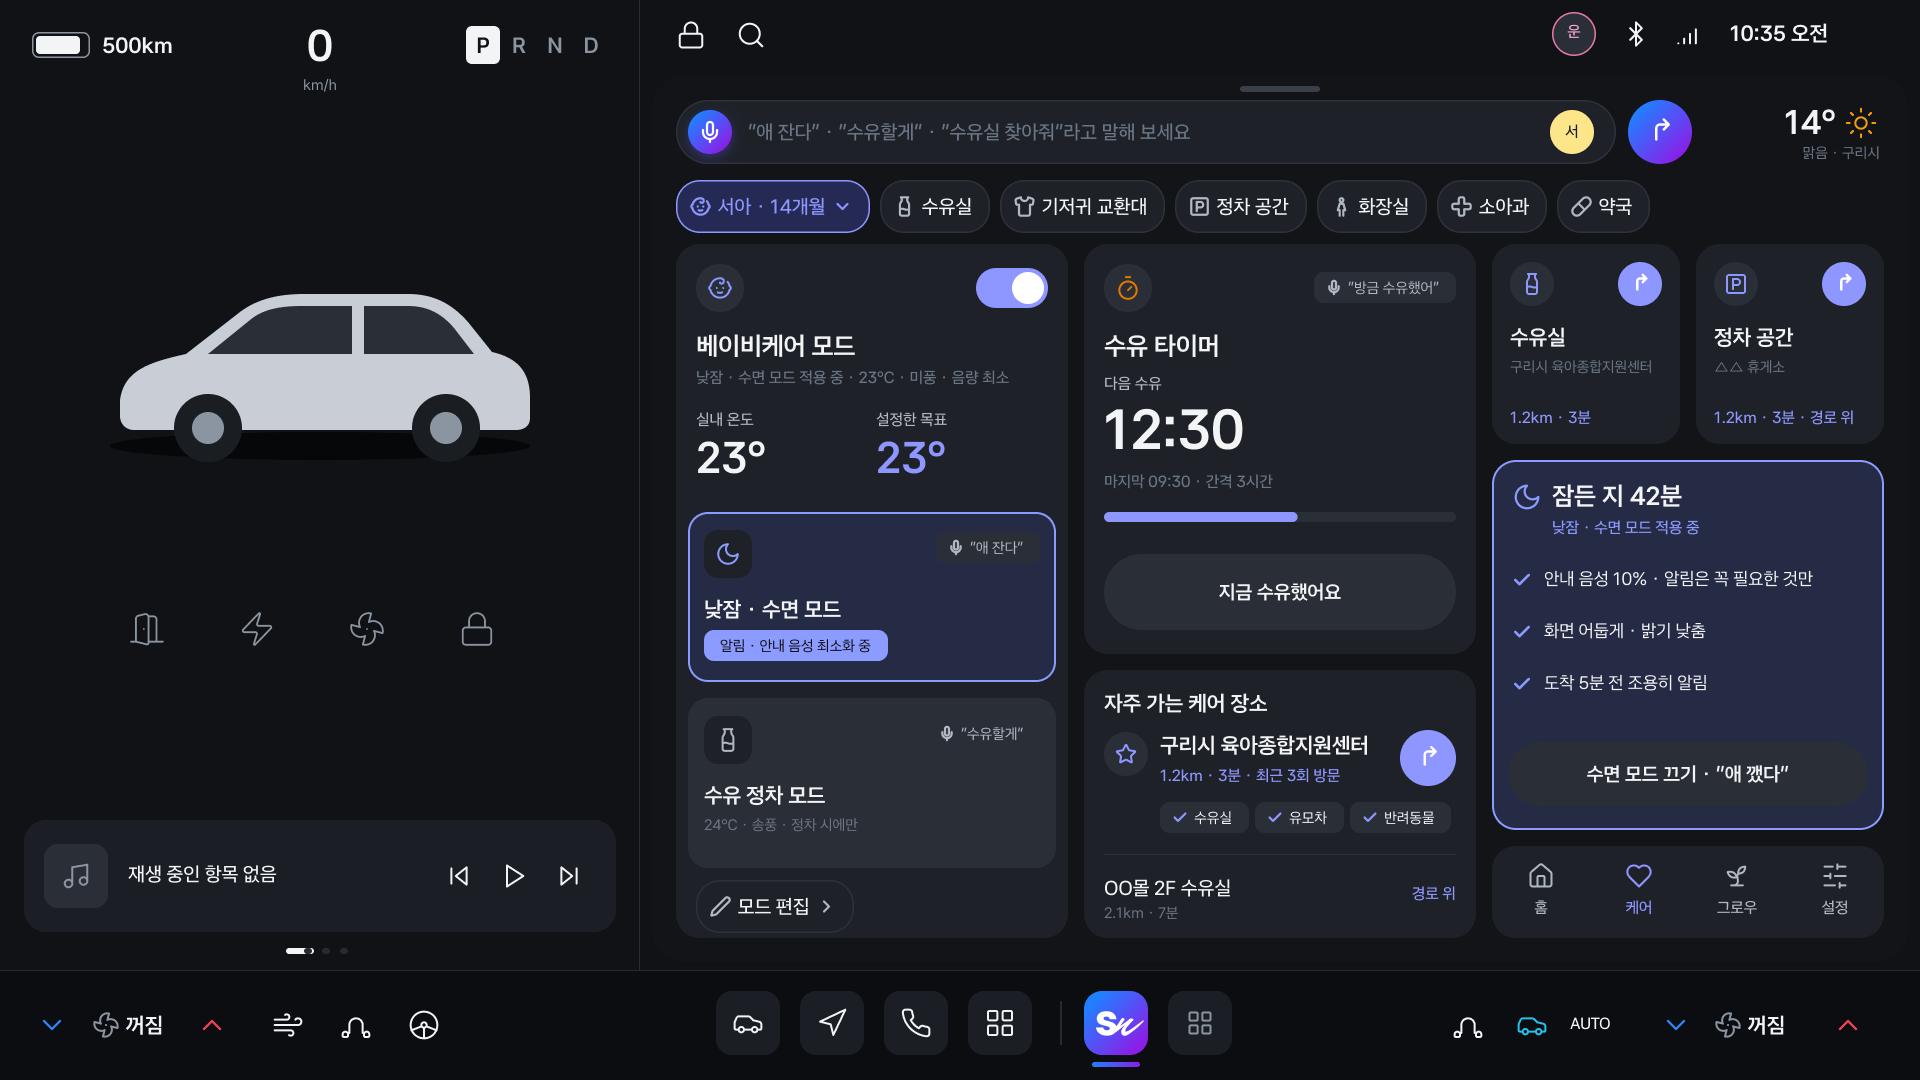 500km
0
km/h
P R N D
운
10:35 오전
"애 잔다" · "수유할게" · "수유실 찾아줘"라고 말해 보세요
서
14°
맑음 · 구리시
서아 · 14개월
수유실
기저귀 교환대
정차 공간
화장실
소아과
약국
베이비케어 모드
낮잠 · 수면 모드 적용 중 · 23°C · 미풍 · 음량 최소
실내 온도
설정한 목표
23°
23°
"애 잔다"
낮잠 · 수면 모드
알림 · 안내 음성 최소화 중
"수유할게"
수유 정차 모드
24°C · 송풍 · 정차 시에만
모드 편집
"방금 수유했어"
수유 타이머
다음 수유
12:30
마지막 09:30 · 간격 3시간
지금 수유했어요
자주 가는 케어 장소
구리시 육아종합지원센터
1.2km · 3분 · 최근 3회 방문
수유실
유모차
반려동물
OO몰 2F 수유실
경로 위
2.1km · 7분
수유실
구리시 육아종합지원센터
1.2km · 3분
정차 공간
△△ 휴게소
1.2km · 3분 · 경로 위
잠든 지 42분
낮잠 · 수면 모드 적용 중
안내 음성 10% · 알림은 꼭 필요한 것만
화면 어둡게 · 밝기 낮춤
도착 5분 전 조용히 알림
수면 모드 끄기 · "애 깼다"
홈
케어
그로우
설정
재생 중인 항목 없음
꺼짐
AUTO
꺼짐